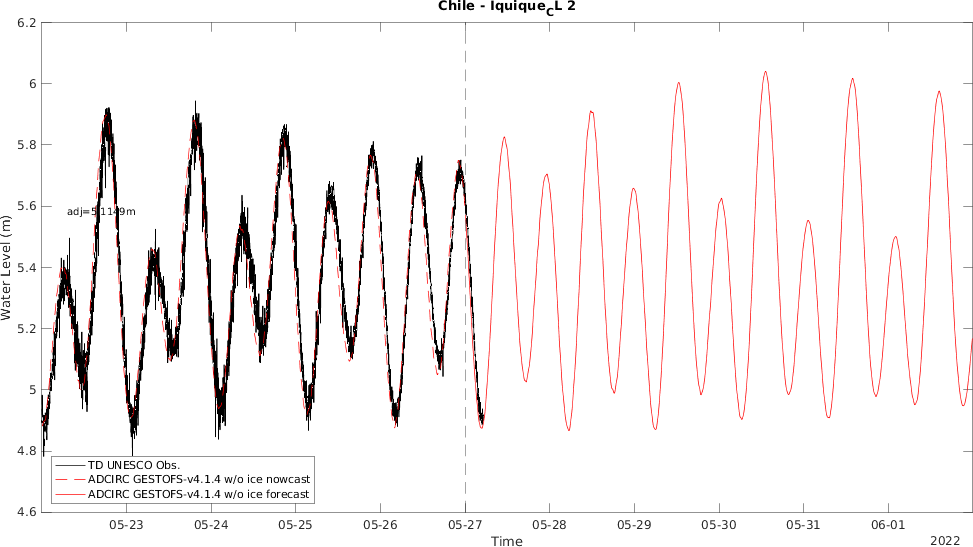 Chile - Iquique_CL 2
6.2
6
5.8
5.6
5.4
5.2
5
4.8
4.6
Water Level (m)
adj=5.1149m
TD UNESCO Obs.
ADCIRC GESTOFS-v4.1.4 w/o ice nowcast
ADCIRC GESTOFS-v4.1.4 w/o ice forecast
05-23 05-24 05-25 05-26 05-27 05-28 05-29 05-30 05-31 06-01
Time
2022